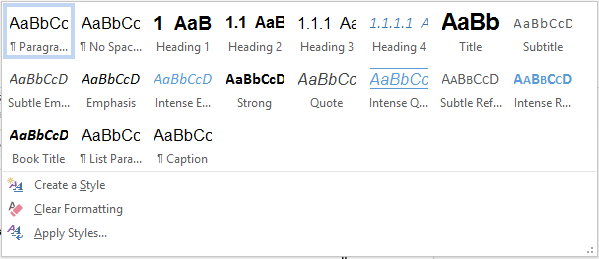 AaBbCc AaBbCc 1 AaB 1.1 AaB 1.1.1 Aa 1.1.1.1 A AaBb AaBbCcD
¶ Paragra... ¶ No Spac... Heading 1 Heading 2 Heading 3 Heading 4 Title Subtitle
AaBbCcD AaBbCcD AaBbCcD AaBbCcD AaBbCc AaBbCc AaBbCcD AaBbCcD
Subtle Em... Emphasis Intense E... Strong Quote Intense Q... Subtle Ref... Intense R...
AaBbCcD AaBbCc AaBbCc
Book Title ¶ List Para... ¶ Caption
Create a Style
Clear Formatting
Apply Styles...